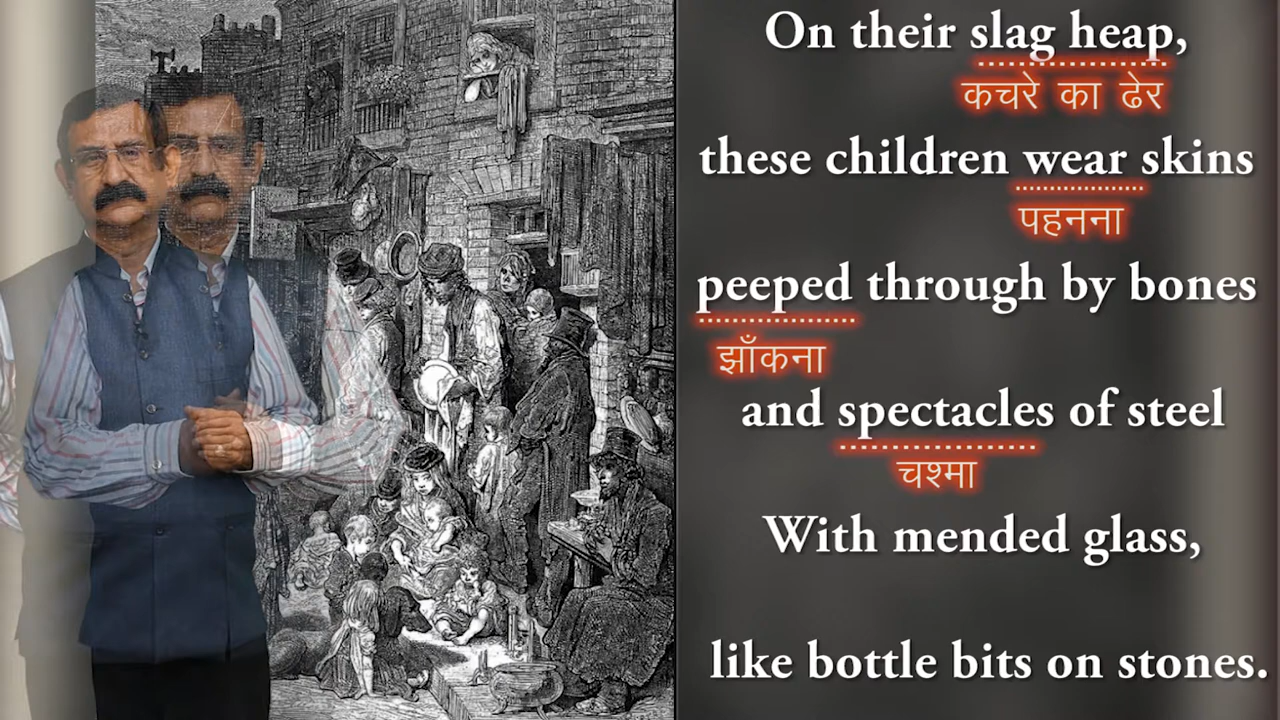 On their slag heap,
कचरे का ढेर
these children wear skins
पहनना
peeped through by bones
झाँकना
and spectacles of steel
चश्मा
With mended glass,
like bottle bits on stones.